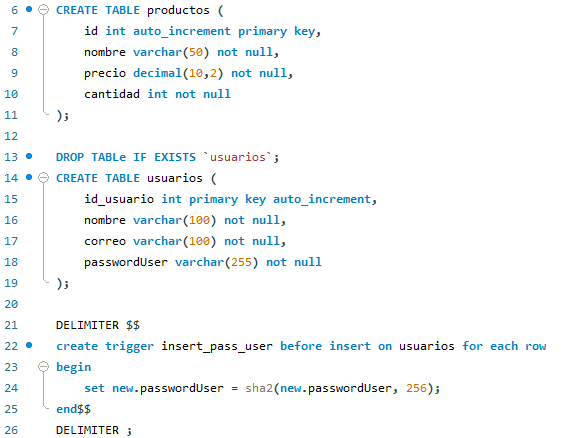 6 CREATE TABLE productos (
7 id int auto_increment primary key,
8 nombre varchar(50) not null,
9 precio decimal(10,2) not null,
10 cantidad int not null
11 );
12
13 DROP TABLe IF EXISTS `usuarios`;
14 CREATE TABLE usuarios (
15 id_usuario int primary key auto_increment,
16 nombre varchar(100) not null,
17 correo varchar(100) not null,
18 passwordUser varchar(255) not null
19 );
20
21 DELIMITER $$
22 create trigger insert_pass_user before insert on usuarios for each row
23 begin
24 set new.passwordUser = sha2(new.passwordUser, 256);
25 end$$
26 DELIMITER ;